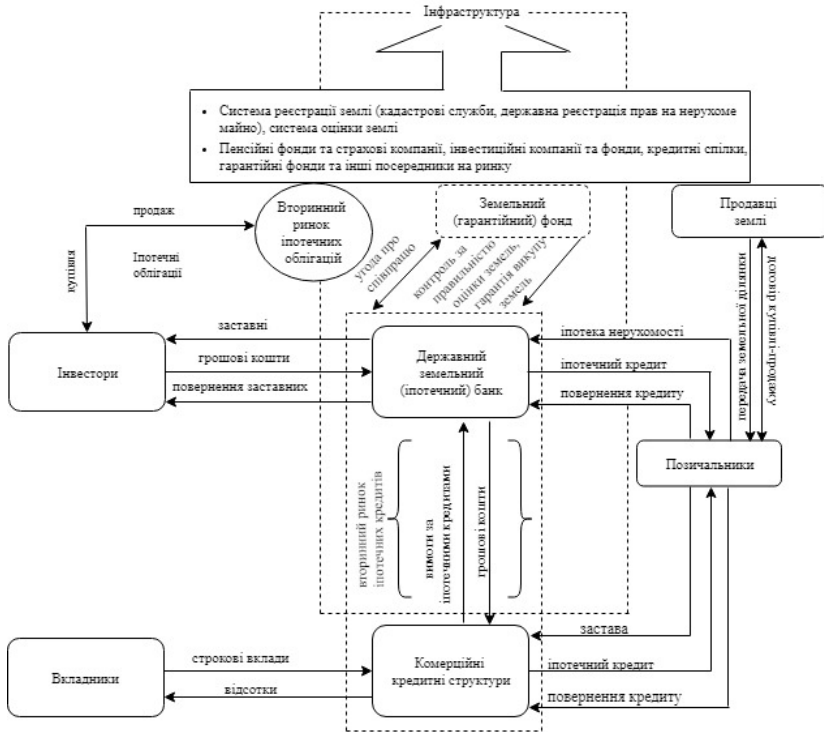 Інфраструктура
• Система реєстрації землі (кадастрові служби, державна реєстрація прав на нерухоме
майно), система оцінки землі
• Пенсійні фонди та страхові компанії, інвестиційні компанії та фонди, кредитні спілки,
гарантійні фонди та інші посередники на ринку
продаж
Вторинний
ринок
іпотечних
облігацій
Земельний
(гарантійний) фонд
Продавці
землі
купівля
Іпотечні
облігації
угода про
співпрацю
контроль за
правильністю
оцінки земель,
гарантія викупу
земель
передача земельної ділянки
договір купівлі-продажу
Інвестори
заставні
грошові кошти
повернення заставних
Державний
земельний
(іпотечний) банк
іпотека нерухомості
іпотечний кредит
повернення кредиту
Позичальники
вторинний ринок
іпотечних кредитів
вимоги за
іпотечними кредитами
грошові кошти
Вкладники
строкові вклади
відсотки
Комерційні
кредитні структури
застава
іпотечний кредит
повернення кредиту